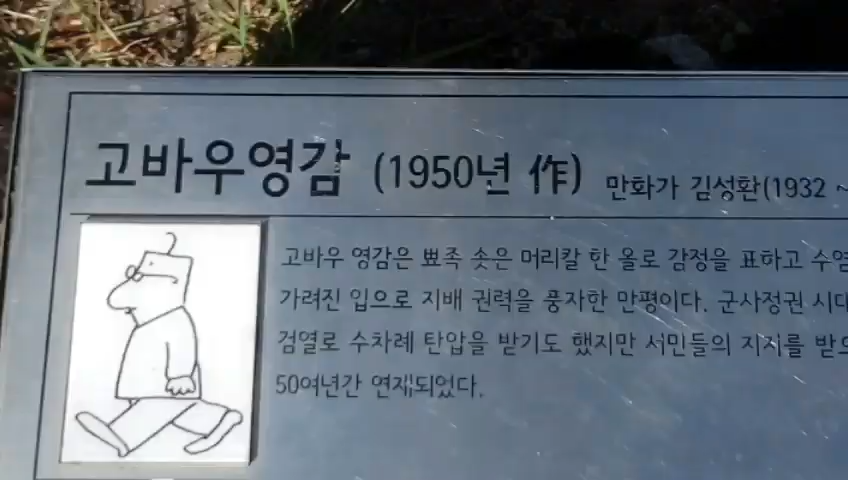 고바우영감 (1950년 作) 만화가 김성환(1932 ~
고바우 영감은 뾰족 솟은 머리칼 한 올로 감정을 표하고 수염
가려진 입으로 지배 권력을 풍자한 만평이다. 군사정권 시대
검열로 수차례 탄압을 받기도 했지만 서민들의 지지를 받으
50여년간 연재되었다.